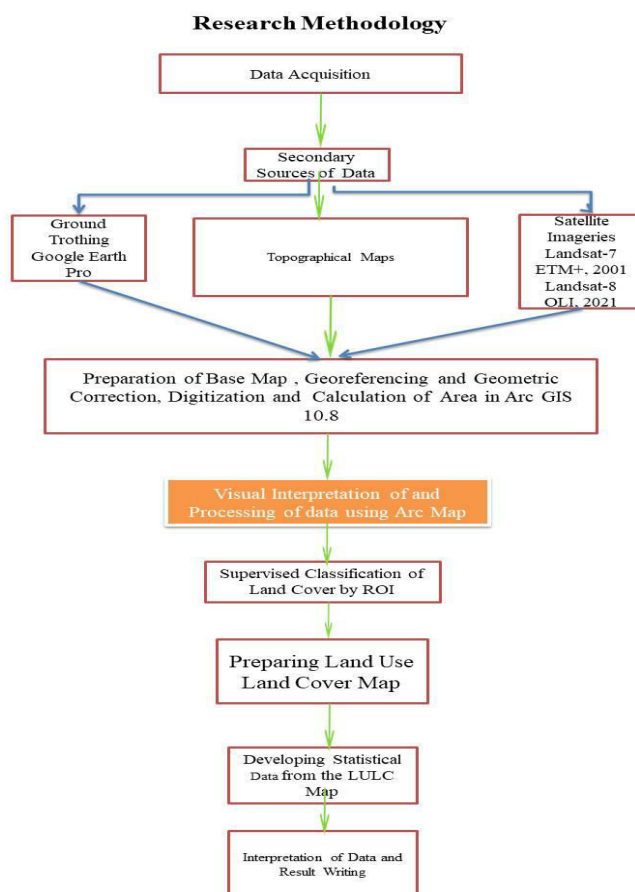 Research Methodology
Data Acquisition
Secondary
Sources of Data
Ground
Trothing
Google Earth
Pro
Topographical Maps
Satellite
Imageries
Landsat-7
ETM+, 2001
Landsat-8
OLI, 2021
Preparation of Base Map , Georeferencing and Geometric
Correction, Digitization and Calculation of Area in Arc GIS
10.8
Visual Interpretation of and
Processing of data using Arc Map
Supervised Classification of
Land Cover by ROI
Preparing Land Use
Land Cover Map
Developing Statistical
Data from the LULC
Map
Interpretation of Data and
Result Writing